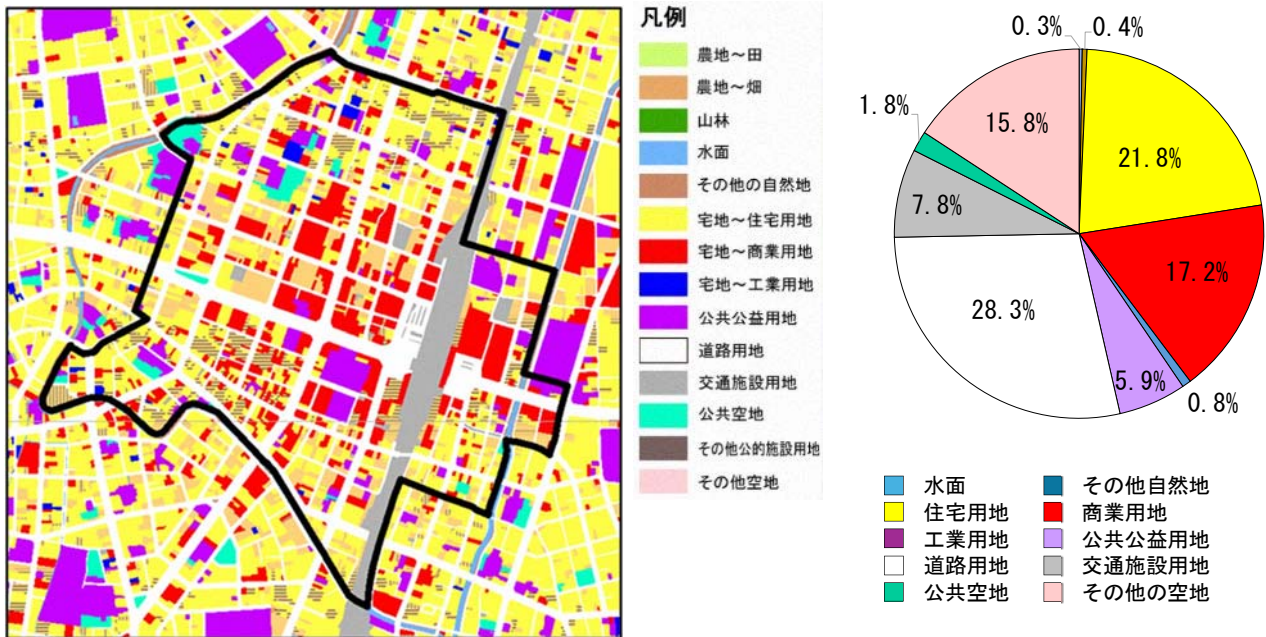 凡例
農地～田
農地～畑
山林
水面
その他の自然地
宅地～住宅用地
宅地～商業用地
宅地～工業用地
公共公益用地
道路用地
交通施設用地
公共空地
その他公的施設用地
その他空地
0.3%
0.4%
1.8%
15.8%
21.8%
7.8%
17.2%
28.3%
5.9%
0.8%
水面
その他自然地
住宅用地
商業用地
工業用地
公共公益用地
道路用地
交通施設用地
公共空地
その他の空地